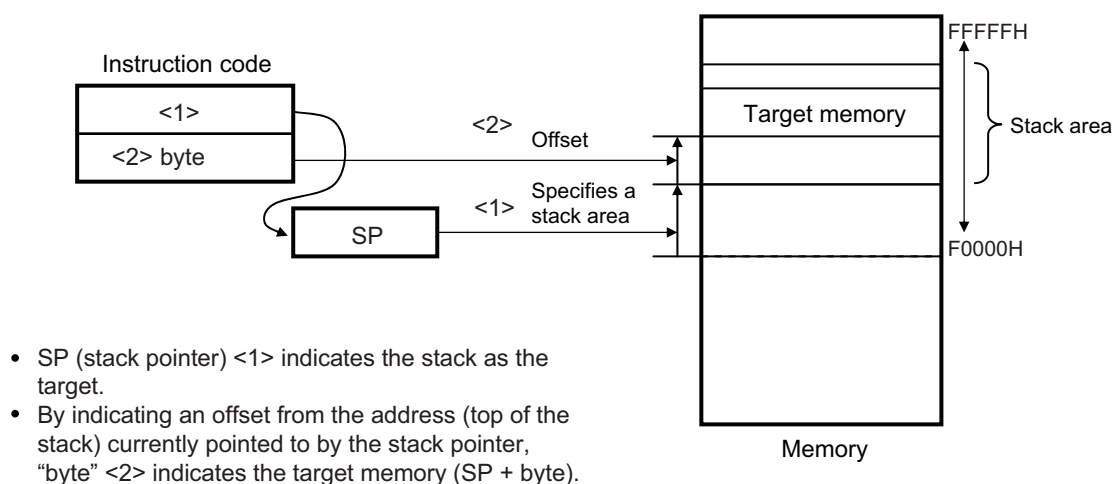 Instruction code
<1>
<2> byte
SP
<2>
Offset
<1>
Specifies a
stack area
Target memory
FFFFFH
Stack area
F0000H
Memory
• SP (stack pointer) <1> indicates the stack as the
target.
• By indicating an offset from the address (top of the
stack) currently pointed to by the stack pointer,
“byte” <2> indicates the target memory (SP + byte).